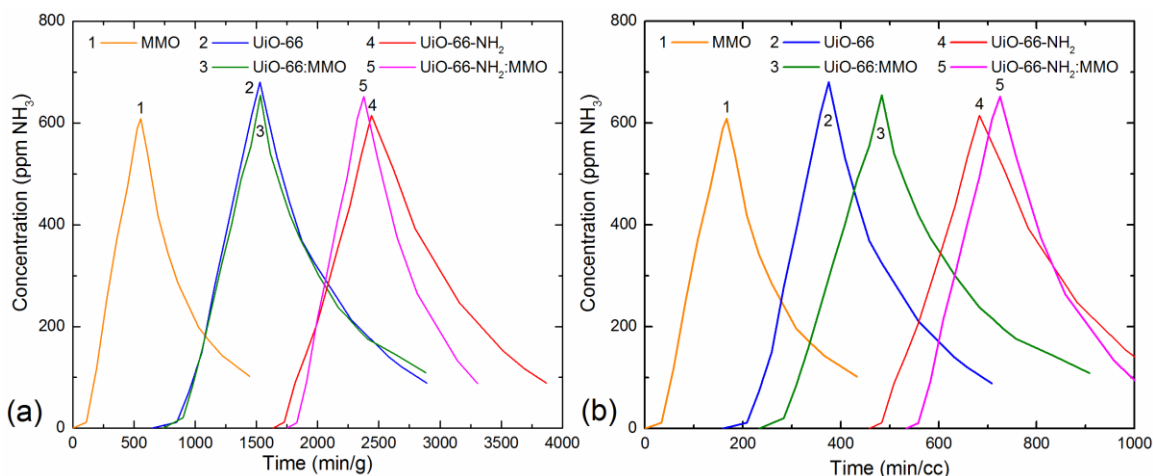 800
600
400
200
0
Concentration (ppm NH₃)
1 MMO 2 UiO-66 4 UiO-66-NH₂
3 UiO-66:MMO 5 UiO-66-NH₂:MMO
1
2
3
5
4
(a)
0 500 1000 1500 2000 2500 3000 3500 4000
Time (min/g)
800
600
400
200
0
Concentration (ppm NH₃)
1 MMO 2 UiO-66 4 UiO-66-NH₂
3 UiO-66:MMO 5 UiO-66-NH₂:MMO
1
2
3
4
5
(b)
0 200 400 600 800 1000
Time (min/cc)